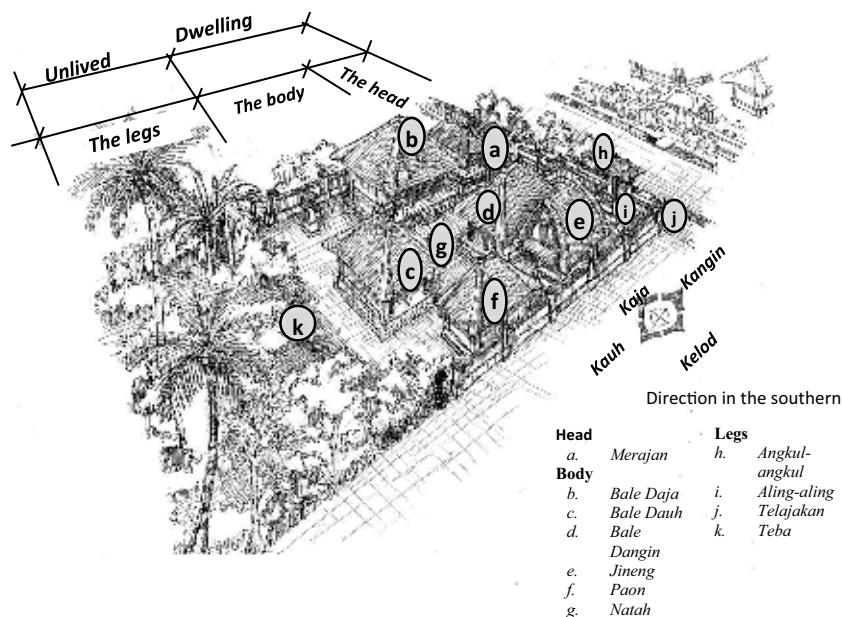 Dwelling
Unlived
The head
The body
The legs
b
a
h
d
i
j
e
g
c
f
k
Kangin
Kaja
Kauh
Kelod
Direction in the southern
Head
a. Merajan
Body
b. Bale Daja
c. Bale Dauh
d. Bale
Dangin
e. Jineng
f. Paon
g. Natah
Legs
h. Angkul-
angkul
i. Aling-aling
j. Telajakan
k. Teba